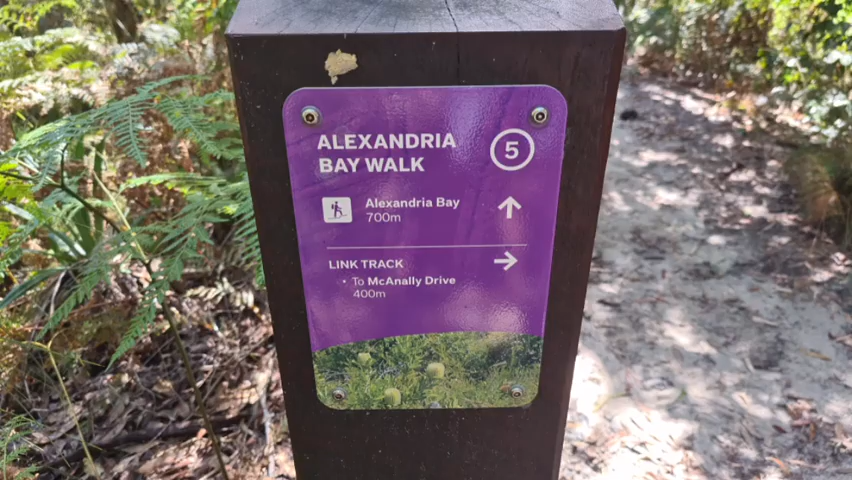 ALEXANDRIA
BAY WALK
5
Alexandria Bay
700m
LINK TRACK
• To McAnally Drive
400m